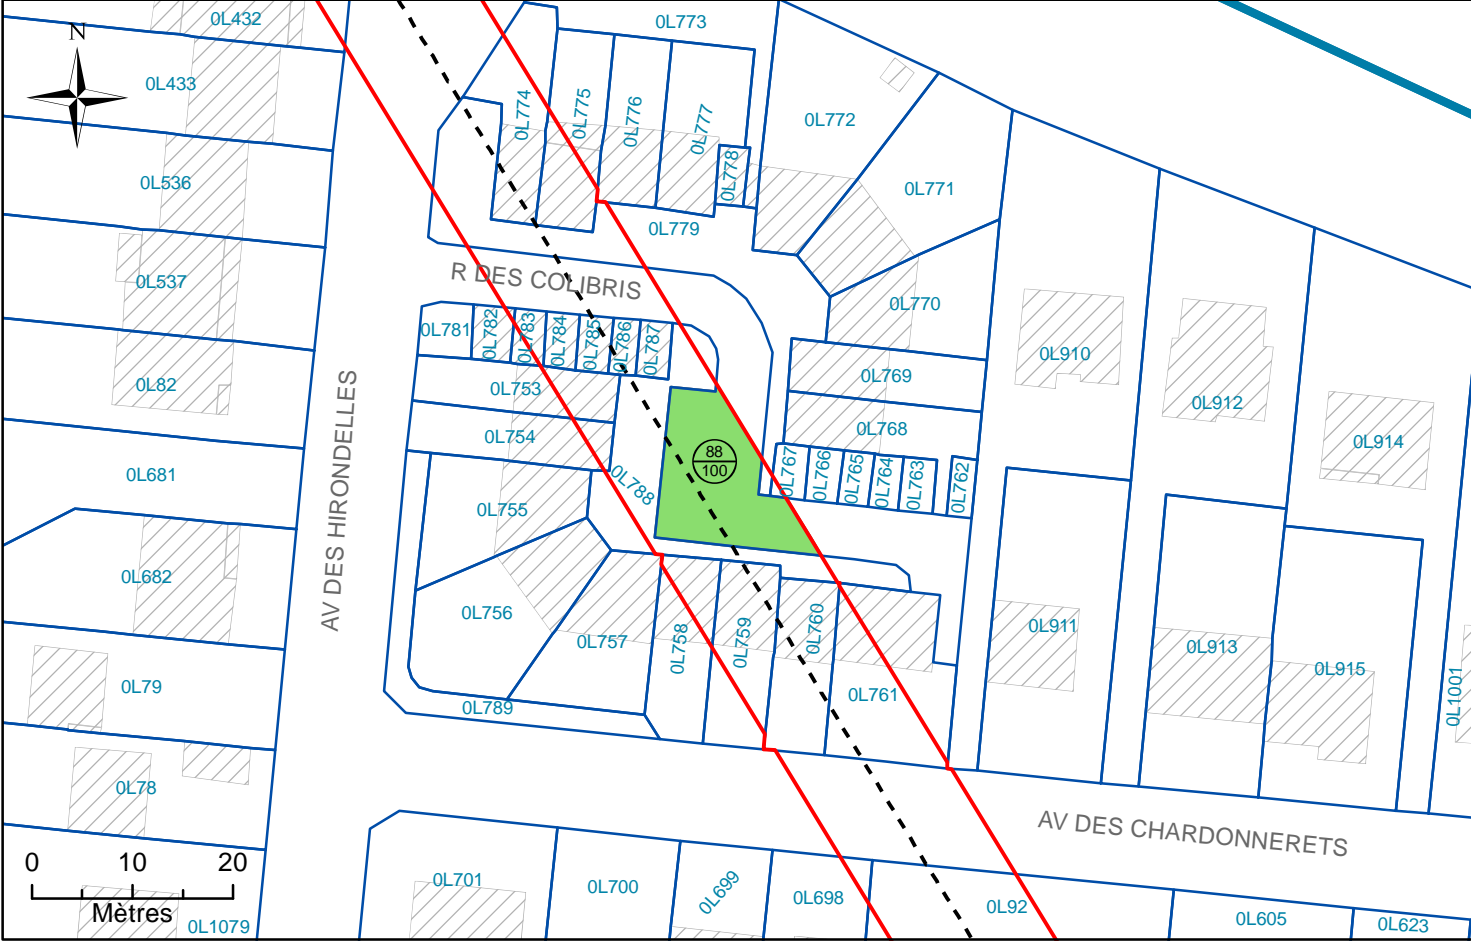 0L432
0L773
N
0L433
0L774
0L775
0L776
0L777
0L772
0L778
0L536
0L771
0L779
0L537
R DES COLIBRIS
0L770
0L781
0L782
0L783
0L784
0L785
0L786
0L787
0L910
0L769
0L82
0L753
0L912
0L754
0L768
0L914
88
100
0L767
0L766
0L765
0L764
0L763
0L762
0L681
0L788
0L755
AV DES HIRONDELLES
0L682
0L756
0L757
0L758
0L759
0L760
0L911
0L913
0L915
0L79
0L761
0L1001
0L789
0L78
AV DES CHARDONNERETS
0 10 20
Mètres
0L701
0L700
0L699
0L698
0L92
0L605
0L623
0L1079